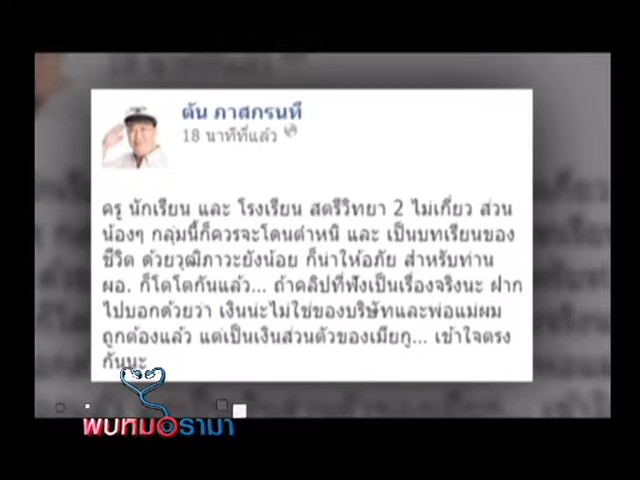 ตัน ภาสกรนที
18 นาทีที่แล้ว
ครู นักเรียน และ โรงเรียน สตรีวิทยา 2 ไม่เกี่ยว ส่วน
น้องๆ กลุ่มนี้ก็ควรจะโดนตำหนิ และ เป็นบทเรียนของ
ชีวิต ด้วยวุฒิภาวะยังน้อย ก็น่าให้อภัย สำหรับท่าน
ผอ. ก็โตโตกันแล้ว... ถ้าคลิปที่ฟังเป็นเรื่องจริงนะ ฝาก
ไปบอกด้วยว่า เงินน่ะไม่ใช่ของบริษัทและพ่อแม่ผม
ถูกต้องแล้ว แต่เป็นเงินส่วนตัวของเมียกู... เข้าใจตรง
กันนะ
พบหมอรามา